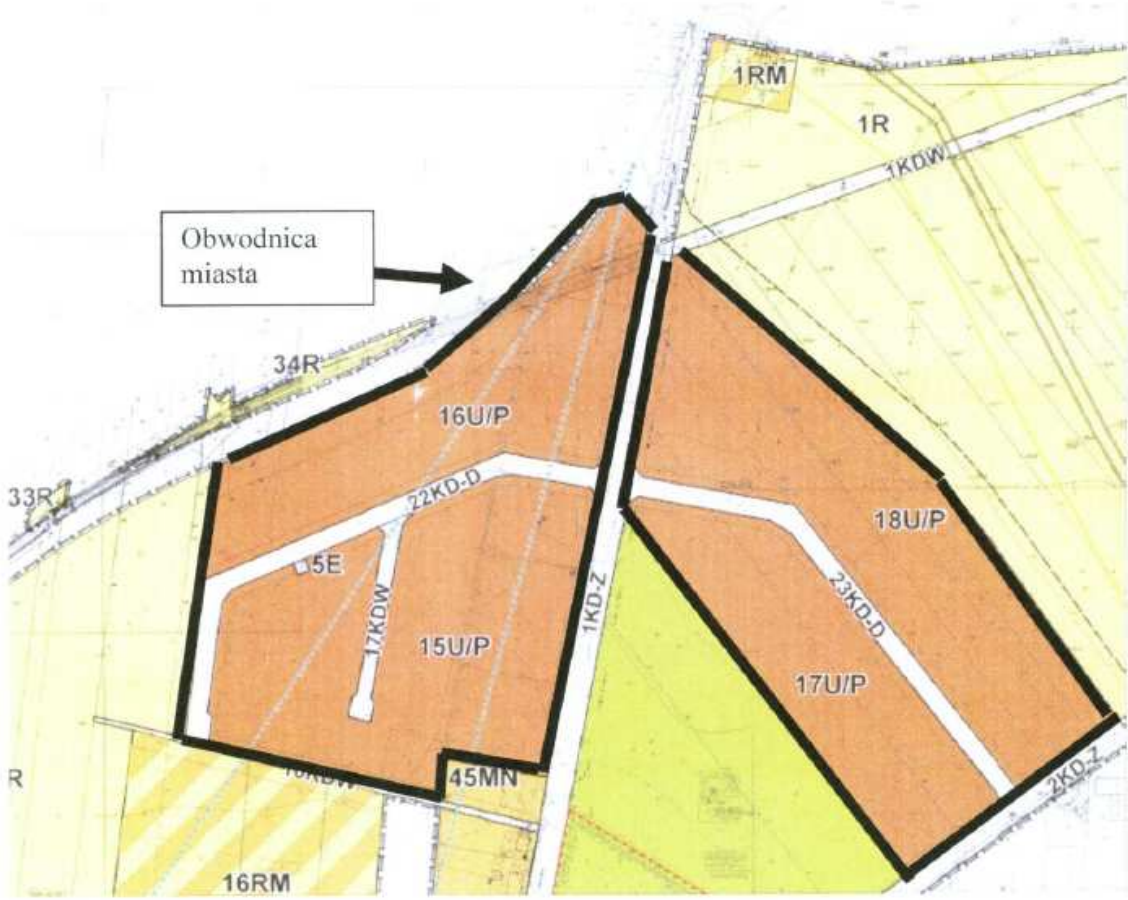 1RM
1R
1KDW
Obwodnica
miasta
34R
16U/P
33R
22KD-D
18U/P
5E
17KDW
15U/P
1KD-Z
23KD-D
17U/P
45MN
2KD-Z
R
16RM